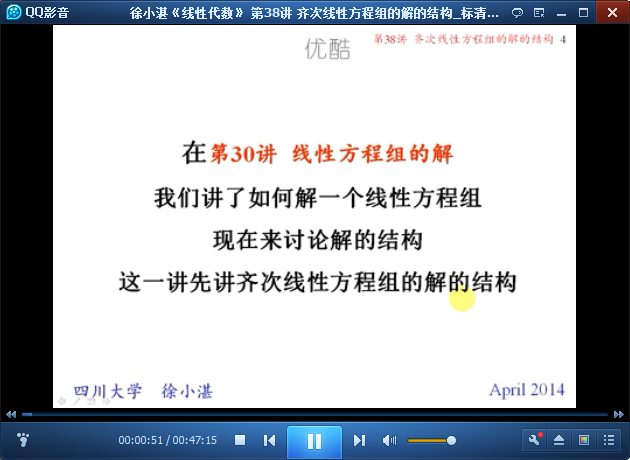 QQ影音
徐小湛《线性代数》 第38讲 齐次线性方程组的解的结构_标清...
优酷
第38讲 齐次线性方程组的解的结构 4
在第30讲 线性方程组的解
我们讲了如何解一个线性方程组
现在来讨论解的结构
这一讲先讲齐次线性方程组的解的结构
四川大学 徐小湛
April 2014
00:00:51 / 00:47:15